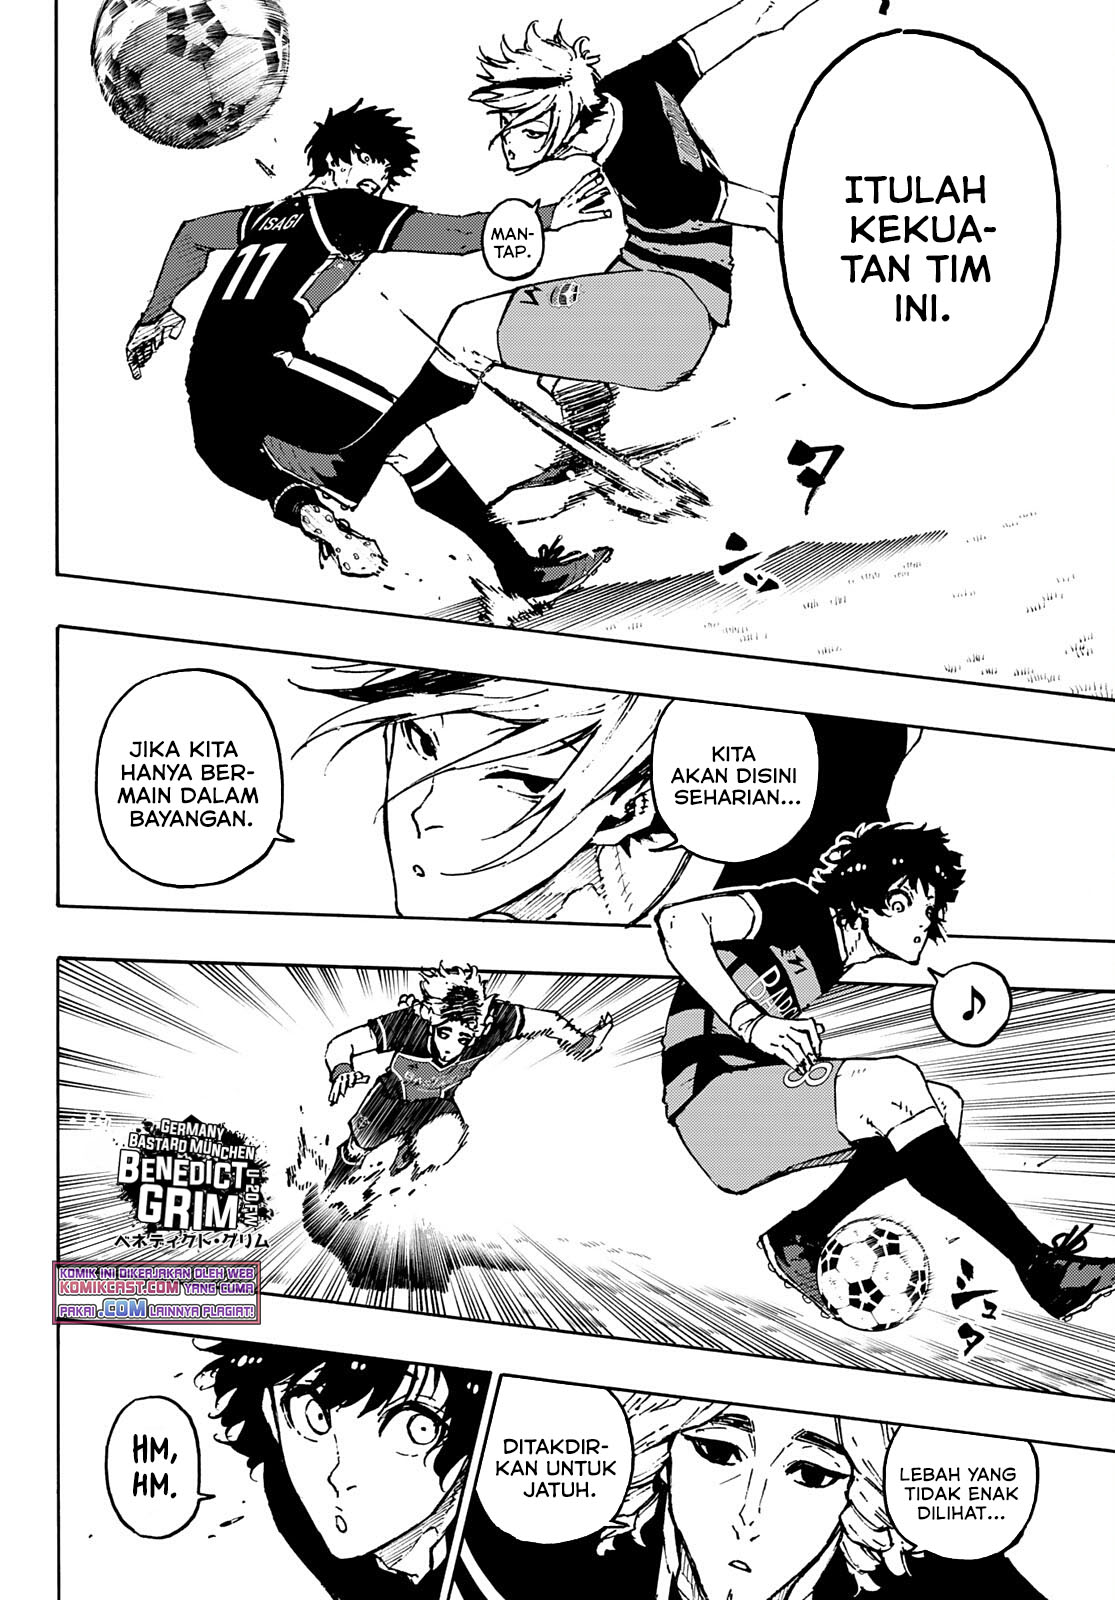 ITULAH
KEKUA-
TAN TIM
INI.
MAN-
TAP.
ISAGI
11
KITA
AKAN DISINI
SEHARIAN...
JIKA KITA
HANYA BER-
MAIN DALAM
BAYANGAN.
♪
GERMANY
BASTARD MÜNCHEN
BENEDICT
GRIM
U-20 FW
ベネディクト・グリム
KOMIK INI DIKERJAKAN OLEH WEB
KOMIKCAST.COM YANG CUMA
PAKAI .COM LAINNYA PLAGIAT!
LEBAH YANG
TIDAK ENAK
DILIHAT...
DITAKDIR-
KAN UNTUK
JATUH.
HM,
HM.